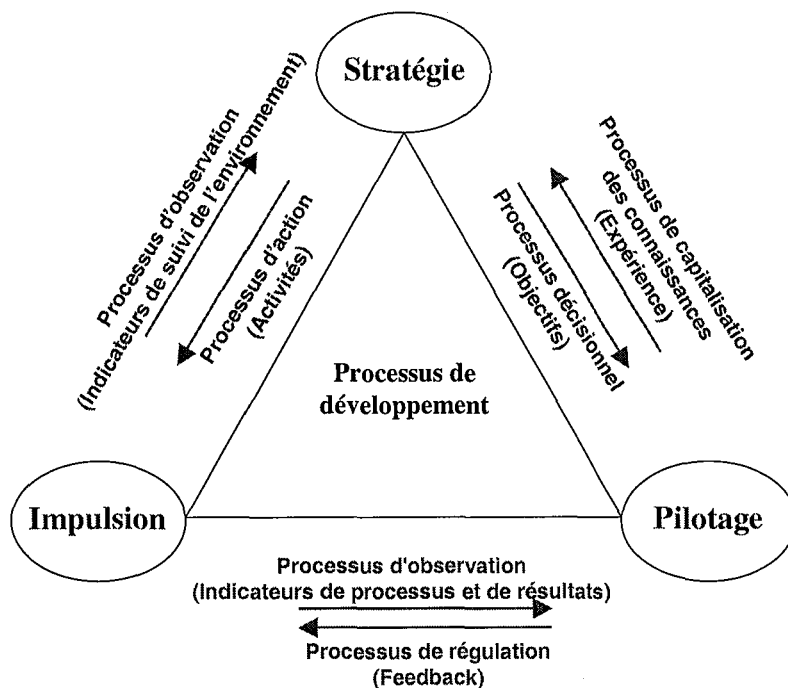 Stratégie
Processus d'observation
(Indicateurs de suivi de l'environnement)
Processus d'action
(Activités)
Processus de capitalisation
des connaissances
(Expérience)
Processus décisionnel
(Objectifs)
Processus de
développement
Impulsion
Pilotage
Processus d'observation
(Indicateurs de processus et de résultats)
Processus de régulation
(Feedback)